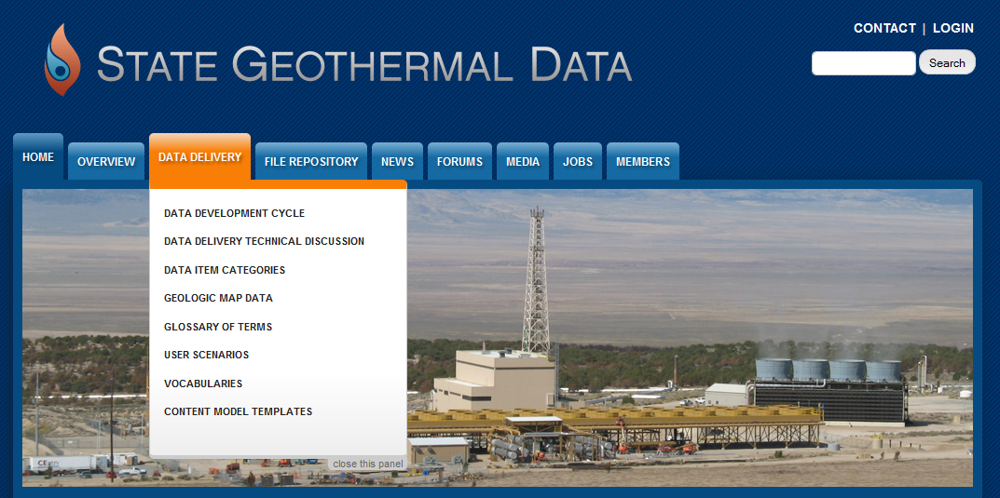 CONTACT | LOGIN
STATE GEOTHERMAL DATA
Search
HOME OVERVIEW DATA DELIVERY FILE REPOSITORY NEWS FORUMS MEDIA JOBS MEMBERS
DATA DEVELOPMENT CYCLE
DATA DELIVERY TECHNICAL DISCUSSION
DATA ITEM CATEGORIES
GEOLOGIC MAP DATA
GLOSSARY OF TERMS
USER SCENARIOS
VOCABULARIES
CONTENT MODEL TEMPLATES
close this panel